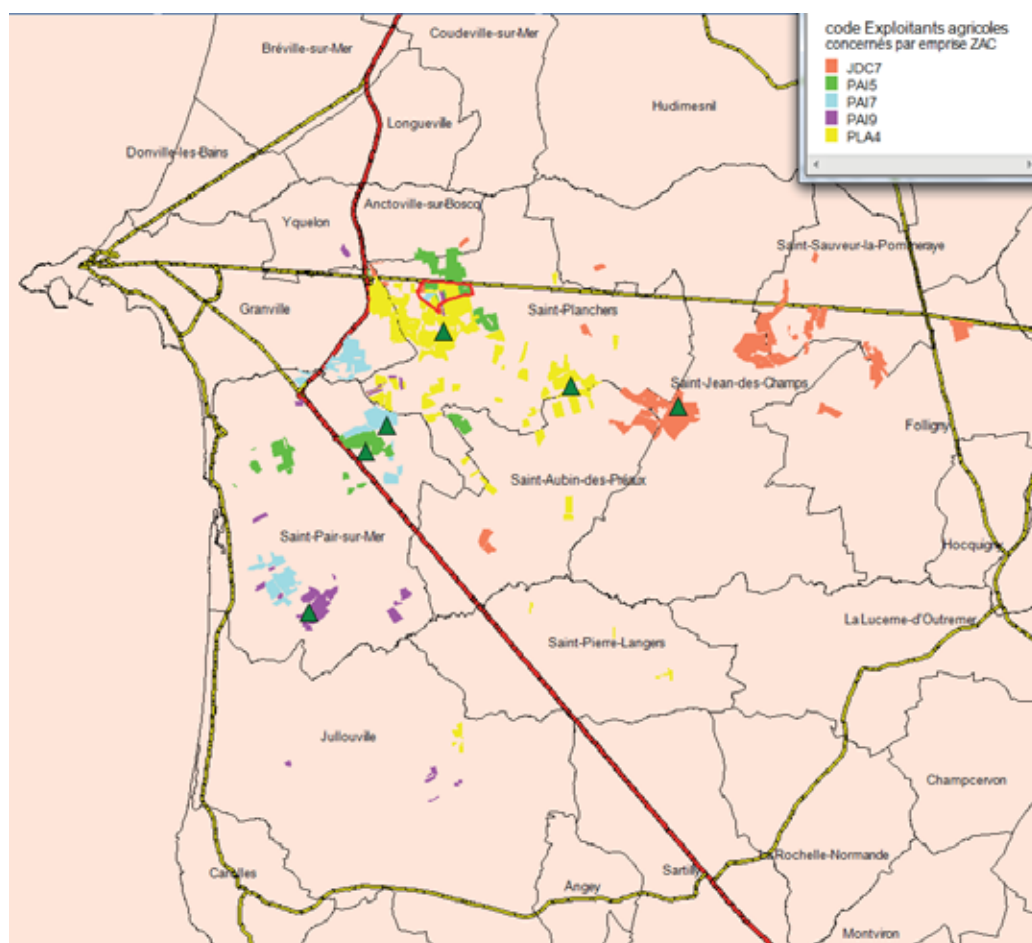 code Exploitants agricoles
concernés par emprise ZAC
JDC7
PAI5
PAI7
PAI9
PLA4
Coudeville-sur-Mer
Bréville-sur-Mer
Hudimesnil
Longueville
Donville-les-Bains
Anctoville-sur-Boscq
Yquelon
Saint-Sauveur-la-Pommeraye
Granville
Saint-Planchers
Saint-Jean-des-Champs
Folligny
Saint-Aubin-des-Préaux
Saint-Pair-sur-Mer
Hocquigny
La Lucerne-d'Outremer
Saint-Pierre-Langers
Jullouville
Champcervon
La Rochelle-Normande
Carolles
Sartilly
Angey
Montviron